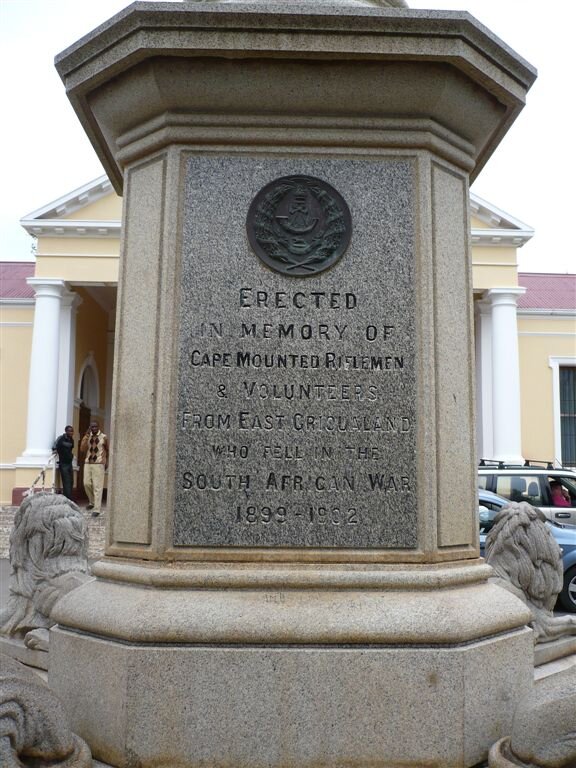 ERECTED
IN MEMORY OF
CAPE MOUNTED RIFLEMEN
& VOLUNTEERS
FROM EAST GRIQUALAND
WHO FELL IN THE
SOUTH AFRICAN WAR
1899-1902